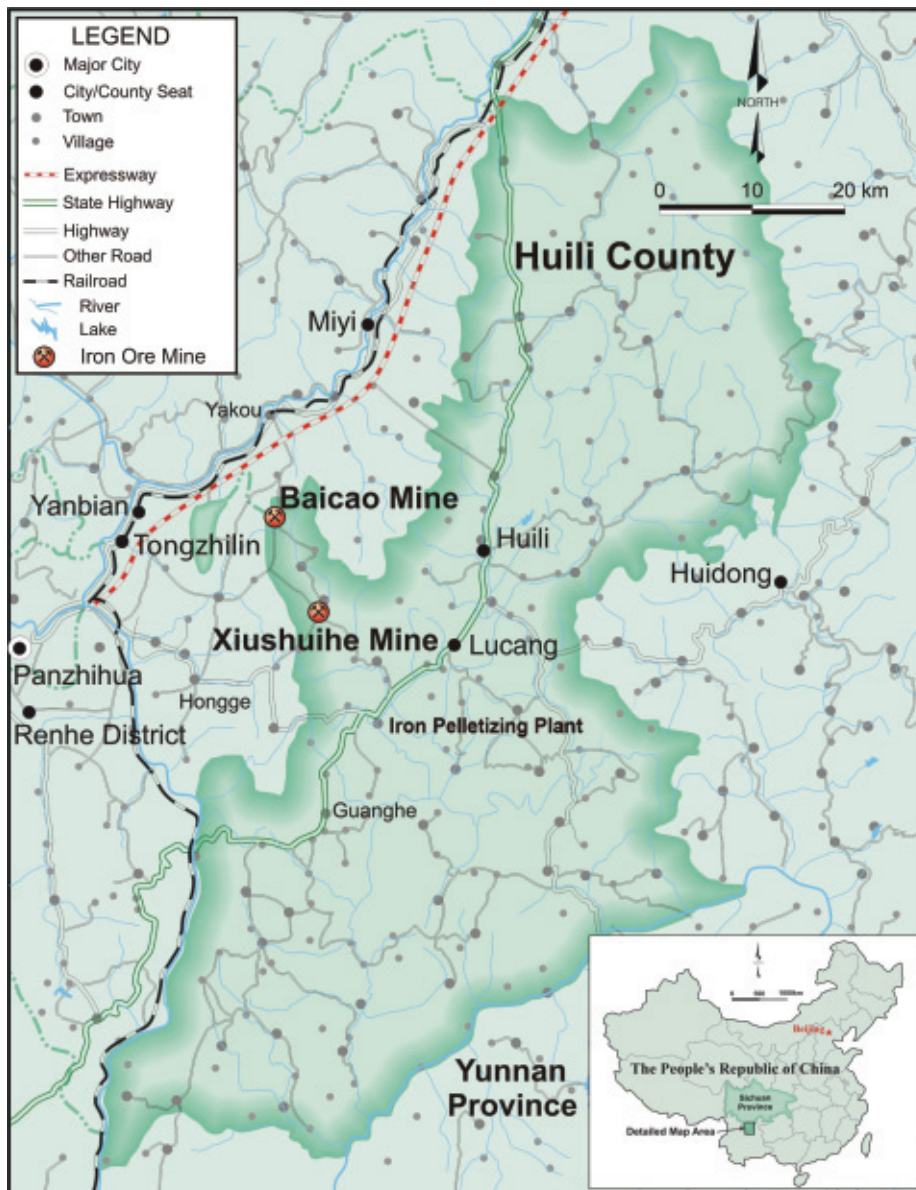 LEGEND
Major City
City/County Seat
Town
Village
Expressway
State Highway
Highway
Other Road
Railroad
River
Lake
Iron Ore Mine
NORTH
0 10 20 km
Huili County
Miyi
Yakou
Baicao Mine
Yanbian
Tongzhilin
Huili
Huidong
Xiushuihe Mine
Lucang
Panzhihua
Hongge
Renhe District
Iron Pelletizing Plant
Guanghe
Yunnan
Province
Beijing
The People's Republic of China
Sichuan
Province
Detailed Map Area